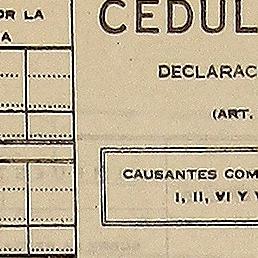 OR LA
A
CEDUL
DECLARAC
(ART.
CAUSANTES COM
I, II, VI Y